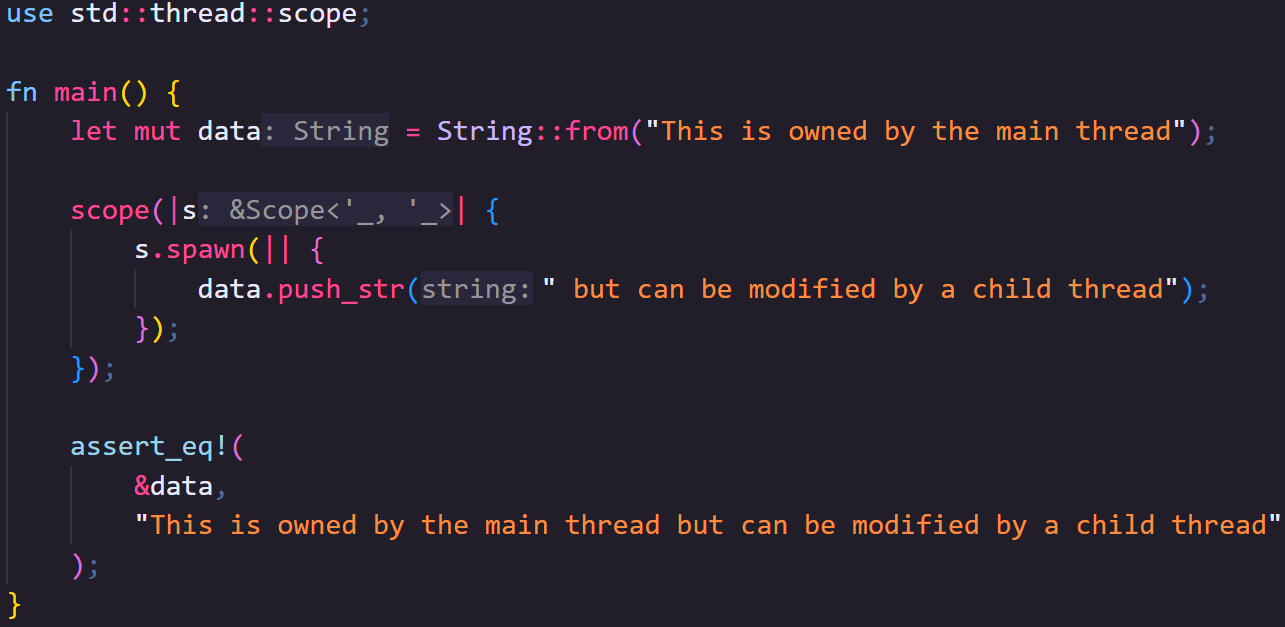 use std::thread::scope;
fn main() {
let mut data: String = String::from("This is owned by the main thread");
scope(|s: &Scope<'_, '_>| {
s.spawn(|| {
data.push_str(string: " but can be modified by a child thread");
});
});
assert_eq!(
&data,
"This is owned by the main thread but can be modified by a child thread"
);
}